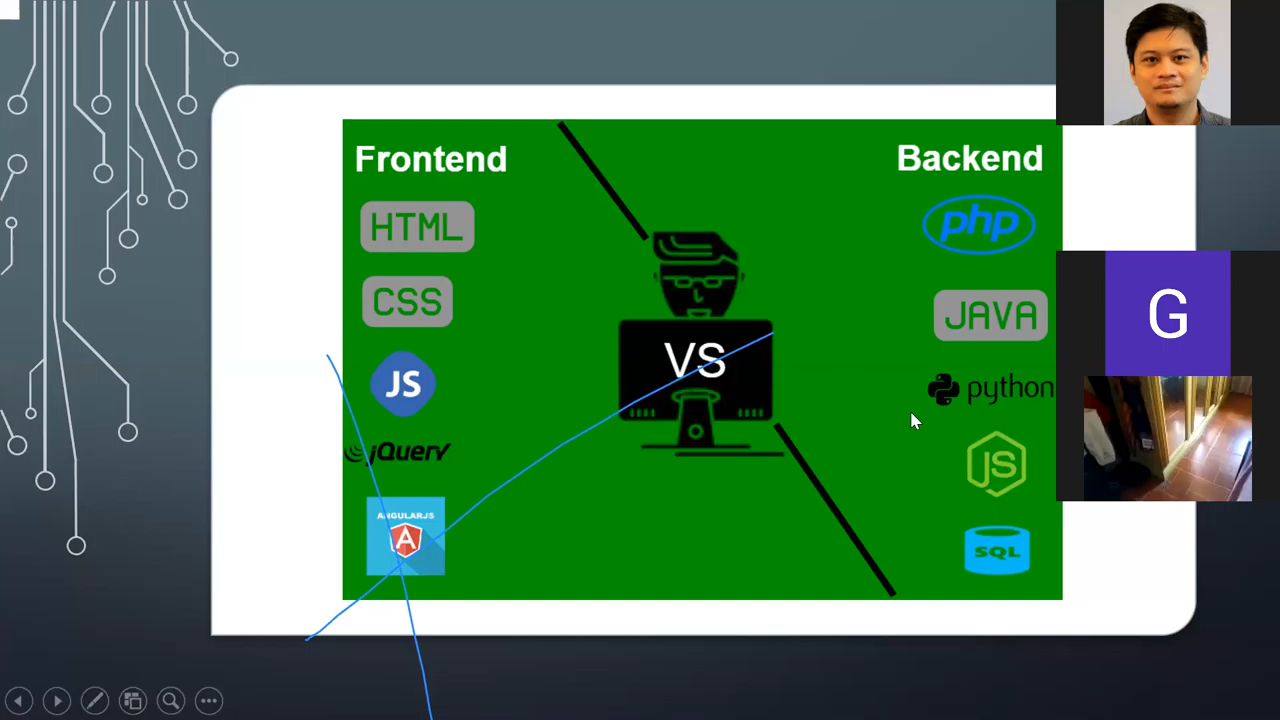 Frontend
HTML
CSS
JS
jQuery
ANGULARJS
A
VS
Backend
php
JAVA
python
JS
SQL
G